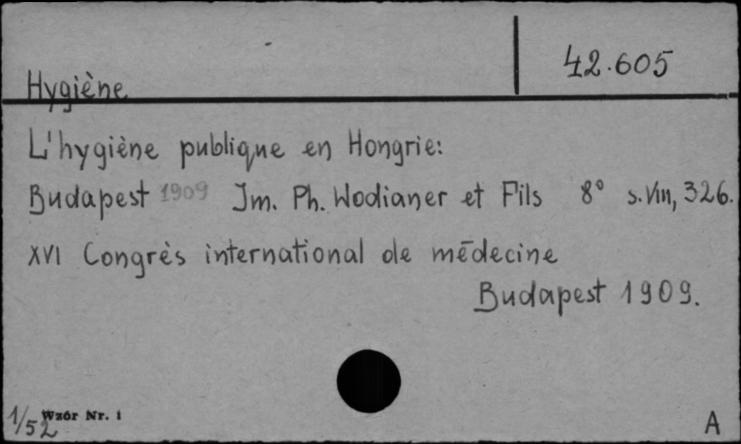 42.605
Hygiène
L'hygiène publique en Hongrie:
Budapest 1909 Im. Ph. Wodianer et Fils 8° s. VIII, 326.
XVI Congrès international de médecine
Budapest 1909.
1/52 Wzór Nr. 1
A